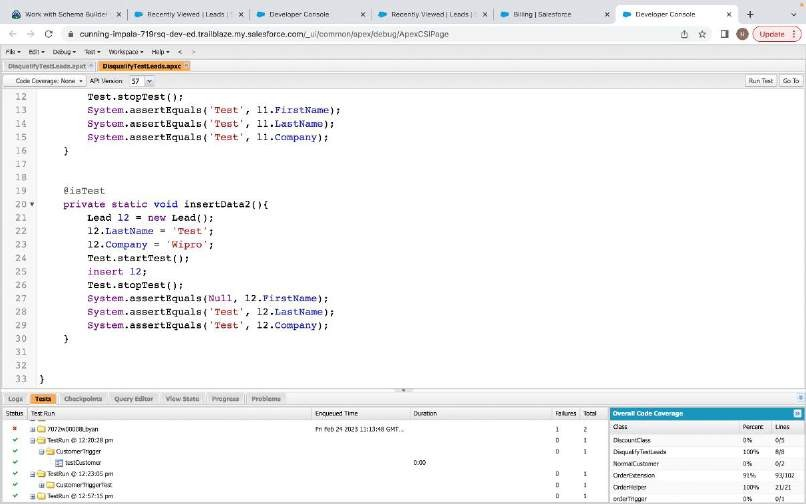 Work with Schema Builder
Recently Viewed | Leads | S
Developer Console
Recently Viewed | Leads | S
Billing | Salesforce
Developer Console
cunning-impala-719rsq-dev-ed.trailblaze.my.salesforce.com/_ui/common/apex/debug/ApexCSIPage
H
Update
File Edit Debug Test Workspace Help < >
DisqualifyTestLeads.apxt DisqualifyTestLeads.apxc
Code Coverage: None API Version: 57 Run Test Go To
12 Test.stopTest();
13 System.assertEquals('Test', l1.FirstName);
14 System.assertEquals('Test', l1.LastName);
15 System.assertEquals('Test', l1.Company);
16 }
17
18
19 @isTest
20 private static void insertData2(){
21 Lead l2 = new Lead();
22 l2.LastName = 'Test';
23 l2.Company = 'Wipro';
24 Test.startTest();
25 insert l2;
26 Test.stopTest();
27 System.assertEquals(Null, l2.FirstName);
28 System.assertEquals('Test', l2.LastName);
29 System.assertEquals('Test', l2.Company);
30 }
31
32
33 }
Logs Tests Checkpoints Query Editor View State Progress Problems
Status Test Run Enqueued Time Duration Failures Total
Fri Feb 24 2023 11:13:48 GMT... 1 2
TestRun @ 12:20:28 pm 0 1
CustomerTrigger 0 1
testCustomer 0:00
TestRun @ 12:23:05 pm 0 1
CustomerTriggerTest 0 1
TestRun @ 12:57:15 pm 0 1
Overall Code Coverage
Class Percent Lines
DiscountClass 0% 0/5
DisqualifyTestLeads 100% 8/8
NormalCustomer 0% 0/2
OrderExtension 91% 93/102
OrderHelper 100% 21/21
orderTrigger 0% 0/1